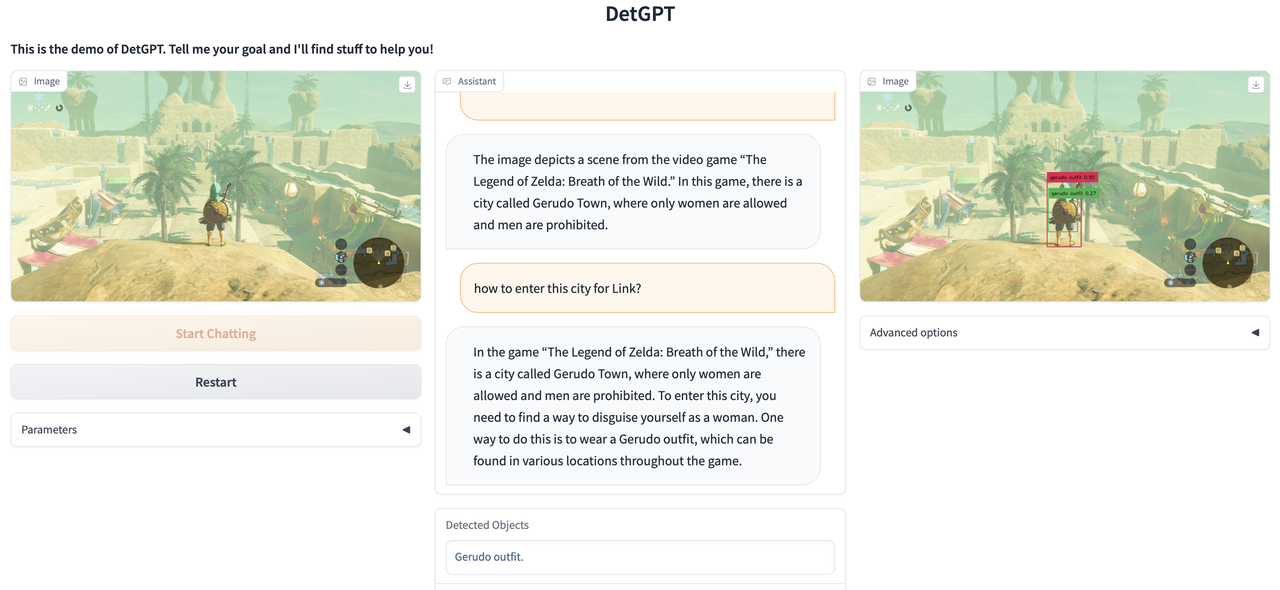 DetGPT
This is the demo of DetGPT. Tell me your goal and I'll find stuff to help you!
Image
Start Chatting
Restart
Parameters
Assistant
The image depicts a scene from the video game “The
Legend of Zelda: Breath of the Wild.” In this game, there is a
city called Gerudo Town, where only women are allowed
and men are prohibited.
how to enter this city for Link?
In the game “The Legend of Zelda: Breath of the Wild,” there
is a city called Gerudo Town, where only women are
allowed and men are prohibited. To enter this city, you
need to find a way to disguise yourself as a woman. One
way to do this is to wear a Gerudo outfit, which can be
found in various locations throughout the game.
Detected Objects
Gerudo outfit.
Image
gerudo outfit 0.50
gerudo outfit 0.27
Advanced options